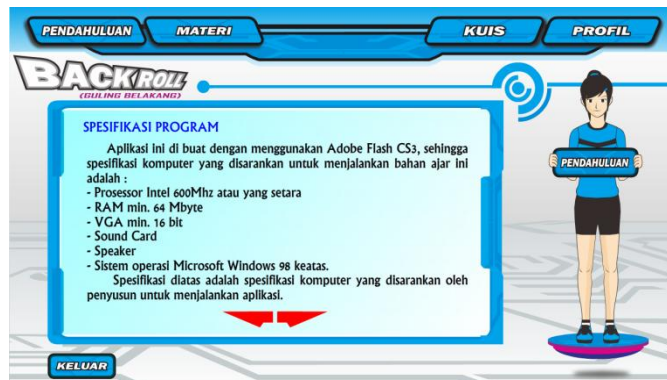 PENDAHULUAN MATERI KUIS PROFIL
BACK ROLL
(GULING BELAKANG)
SPESIFIKASI PROGRAM
Aplikasi ini di buat dengan menggunakan Adobe Flash CS3, sehingga
spesifikasi komputer yang disarankan untuk menjalankan bahan ajar ini
adalah :
- Prosessor Intel 600Mhz atau yang setara
- RAM min. 64 Mbyte
- VGA min. 16 bit
- Sound Card
- Speaker
- Sistem operasi Microsoft Windows 98 keatas.
Spesifikasi diatas adalah spesifikasi komputer yang disarankan oleh
penyusun untuk menjalankan aplikasi.
PENDAHULUAN
KELUAR